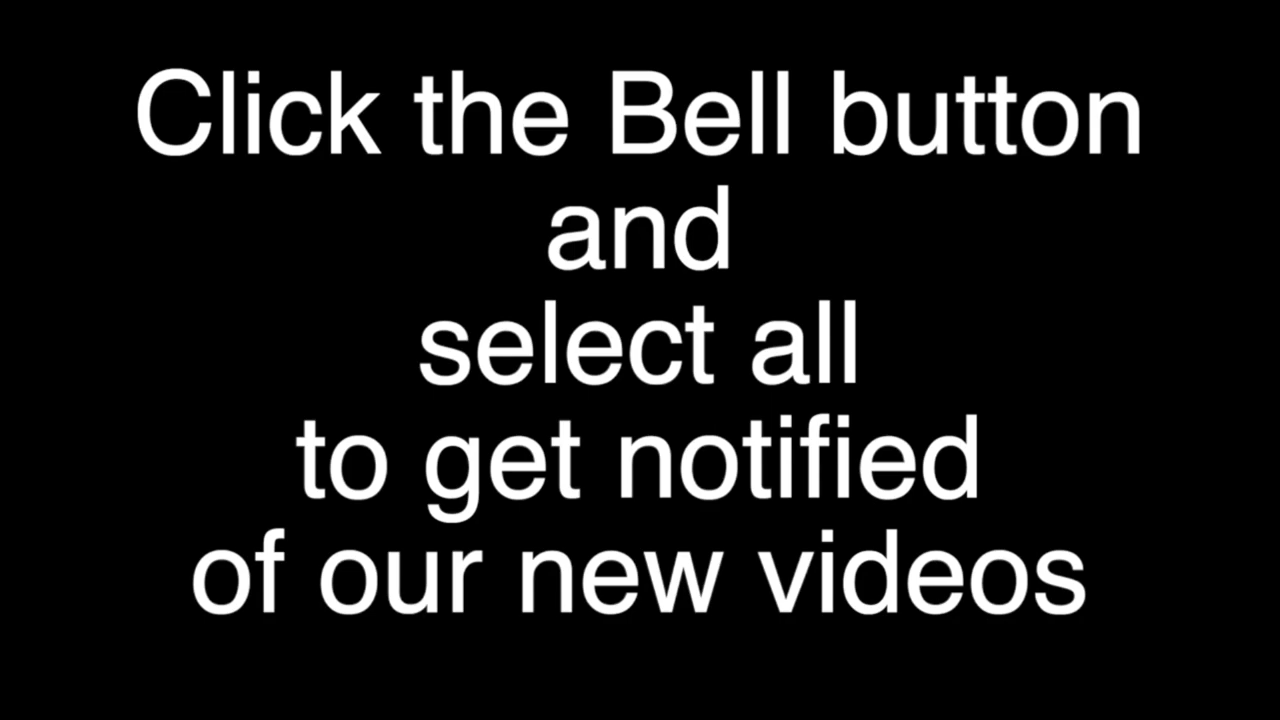 Click the Bell button
and
select all
to get notified
of our new videos